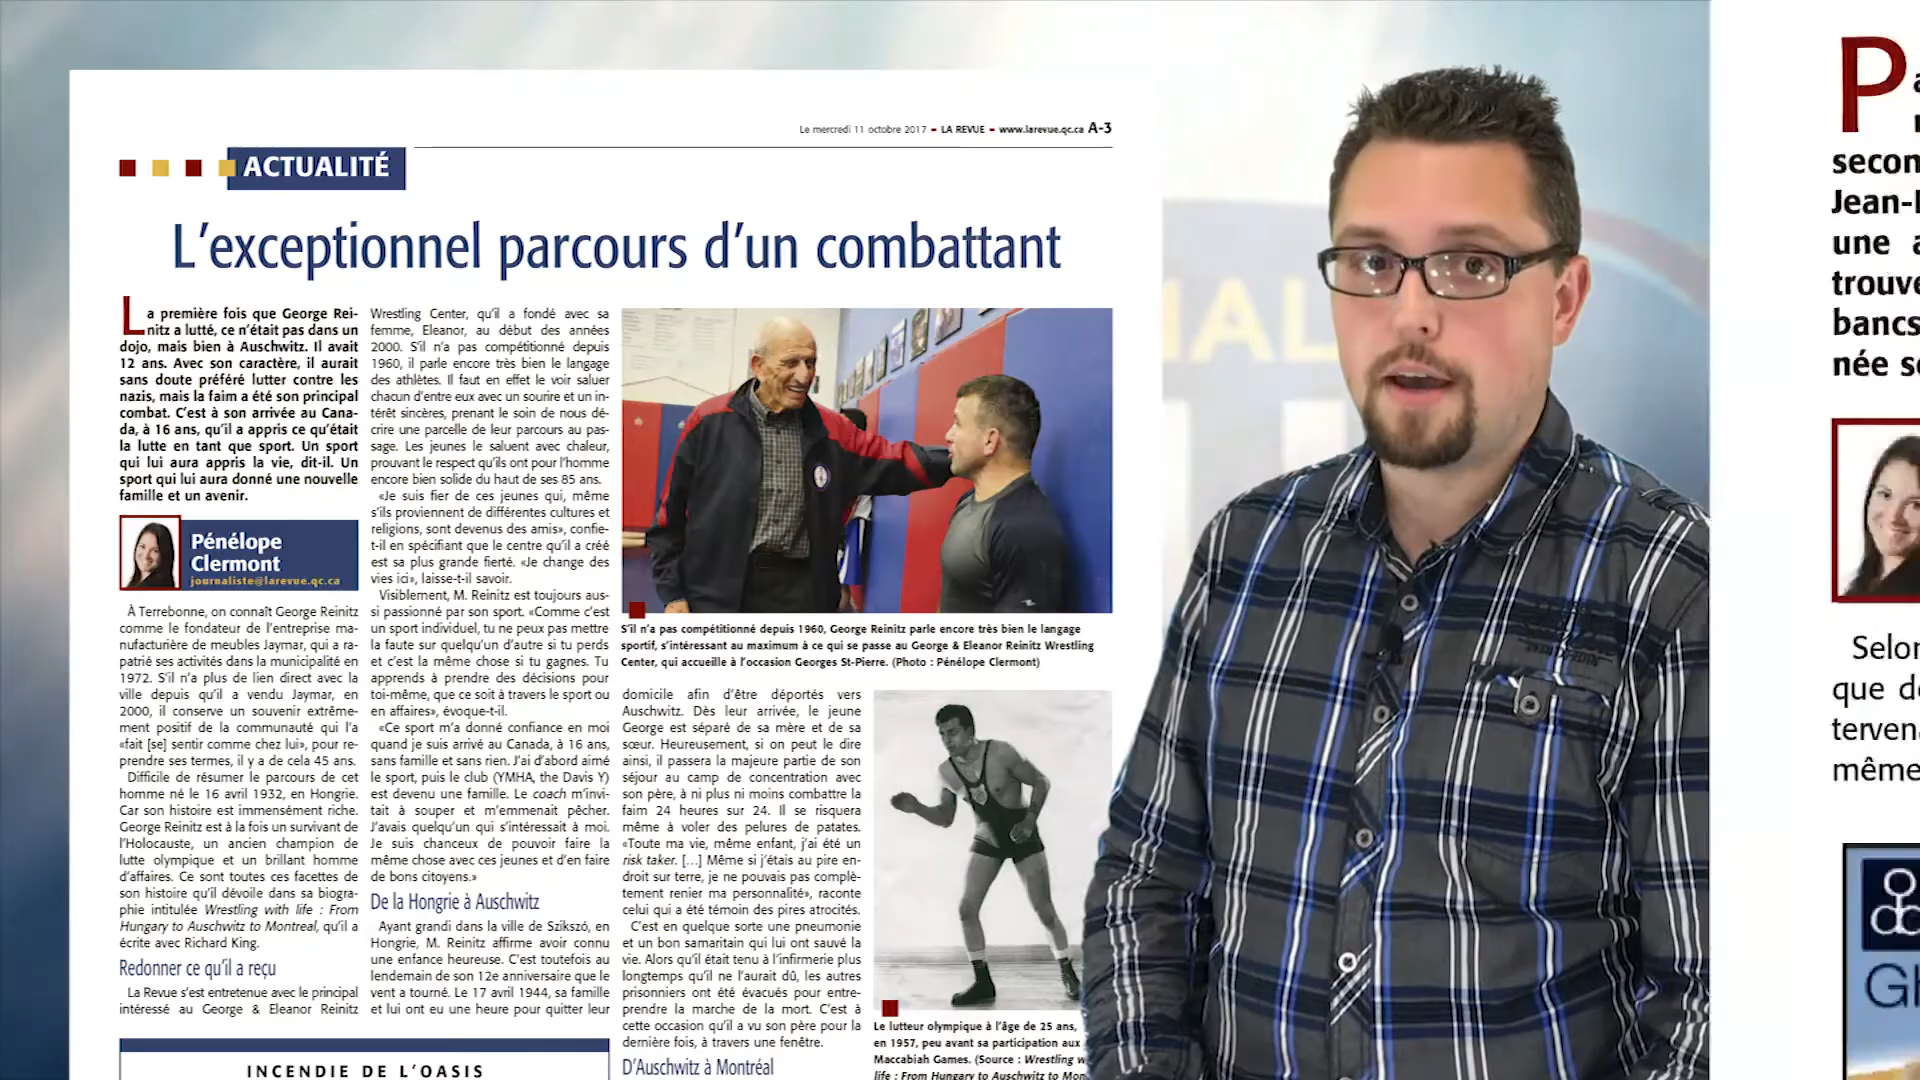 Le mercredi 11 octobre 2017 – LA REVUE – www.larevue.qc.ca A-3
ACTUALITÉ
L’exceptionnel parcours d’un combattant
La première fois que George Rei-
nitz a lutté, ce n’était pas dans un
dojo, mais bien à Auschwitz. Il avait
12 ans. Avec son caractère, il aurait
sans doute préféré lutter contre les
nazis, mais la faim a été son principal
combat. C’est à son arrivée au Cana-
da, à 16 ans, qu’il a appris ce qu’était
la lutte en tant que sport. Un sport
qui lui aura appris la vie, dit-il. Un
sport qui lui aura donné une nouvelle
famille et un avenir.
Pénélope
Clermont
journaliste@larevue.qc.ca
À Terrebonne, on connaît George Reinitz
comme le fondateur de l’entreprise ma-
nufacturière de meubles Jaymar, qui a ra-
patrié ses activités dans la municipalité en
1972. S’il n’a plus de lien direct avec la
ville depuis qu’il a vendu Jaymar, en
2000, il conserve un souvenir extrême-
ment positif de la communauté qui l’a
«fait [se] sentir comme chez lui», pour re-
prendre ses termes, il y a de cela 45 ans.
Difficile de résumer le parcours de cet
homme né le 16 avril 1932, en Hongrie.
Car son histoire est immensément riche.
George Reinitz est à la fois un survivant de
l’Holocauste, un ancien champion de
lutte olympique et un brillant homme
d’affaires. Ce sont toutes ces facettes de
son histoire qu’il dévoile dans sa biogra-
phie intitulée Wrestling with life : From
Hungary to Auschwitz to Montreal, qu’il a
écrite avec Richard King.
Redonner ce qu’il a reçu
La Revue s’est entretenue avec le principal
intéressé au George & Eleanor Reinitz
Wrestling Center, qu’il a fondé avec sa
femme, Eleanor, au début des années
2000. S’il n’a pas compétitionné depuis
1960, il parle encore très bien le langage
des athlètes. Il faut en effet le voir saluer
chacun d’entre eux avec un sourire et un in-
térêt sincères, prenant le soin de nous dé-
crire une parcelle de leur parcours au pas-
sage. Les jeunes le saluent avec chaleur,
prouvant le respect qu’ils ont pour l’homme
encore bien solide du haut de ses 85 ans.
«Je suis fier de ces jeunes qui, même
s’ils proviennent de différentes cultures et
religions, sont devenus des amis», confie-
t-il en spécifiant que le centre qu’il a créé
est sa plus grande fierté. «Je change des
vies ici», laisse-t-il savoir.
Visiblement, M. Reinitz est toujours aus-
si passionné par son sport. «Comme c’est
un sport individuel, tu ne peux pas mettre
la faute sur quelqu’un d’autre si tu perds
et c’est la même chose si tu gagnes. Tu
apprends à prendre des décisions pour
toi-même, que ce soit à travers le sport ou
en affaires», évoque-t-il.
«Ce sport m’a donné confiance en moi
quand je suis arrivé au Canada, à 16 ans,
sans famille et sans rien. J’ai d’abord aimé
le sport, puis le club (YMHA, the Davis Y)
est devenu une famille. Le coach m’invi-
tait à souper et m’emmenait pêcher.
J’avais quelqu’un qui s’intéressait à moi.
Je suis chanceux de pouvoir faire la
même chose avec ces jeunes et d’en faire
de bons citoyens.»
De la Hongrie à Auschwitz
Ayant grandi dans la ville de Szikszó, en
Hongrie, M. Reinitz affirme avoir connu
une enfance heureuse. C’est toutefois au
lendemain de son 12e anniversaire que le
vent a tourné. Le 17 avril 1944, sa famille
et lui ont eu une heure pour quitter leur
S’il n’a pas compétitionné depuis 1960, George Reinitz parle encore très bien le langage
sportif, s’intéressant au maximum à ce qui se passe au George & Eleanor Reinitz Wrestling
Center, qui accueille à l’occasion Georges St-Pierre. (Photo : Pénélope Clermont)
domicile afin d’être déportés vers
Auschwitz. Dès leur arrivée, le jeune
George est séparé de sa mère et de sa
sœur. Heureusement, si on peut le dire
ainsi, il passera la majeure partie de son
séjour au camp de concentration avec
son père, à ni plus ni moins combattre la
faim 24 heures sur 24. Il se risquera
même à voler des pelures de patates.
«Toute ma vie, même enfant, j’ai été un
risk taker. [...] Même si j’étais au pire en-
droit sur terre, je ne pouvais pas complè-
tement renier ma personnalité», raconte
celui qui a été témoin des pires atrocités.
C’est en quelque sorte une pneumonie
et un bon samaritain qui lui ont sauvé la
vie. Alors qu’il était tenu à l’infirmerie plus
longtemps qu’il ne l’aurait dû, les autres
prisonniers ont été évacués pour entre-
prendre la marche de la mort. C’est à
cette occasion qu’il a vu son père pour la
dernière fois, à travers une fenêtre.
D’Auschwitz à Montréal
Le lutteur olympique à l’âge de 25 ans,
en 1957, peu avant sa participation aux
Maccabiah Games. (Source : Wrestling w
life : From Hungary to Auschwitz to Mon
INCENDIE DE L’OASIS
NAL
P
secon
Jean-
une a
trouve
bancs
née s
Selon
que d
terven
même
Gl